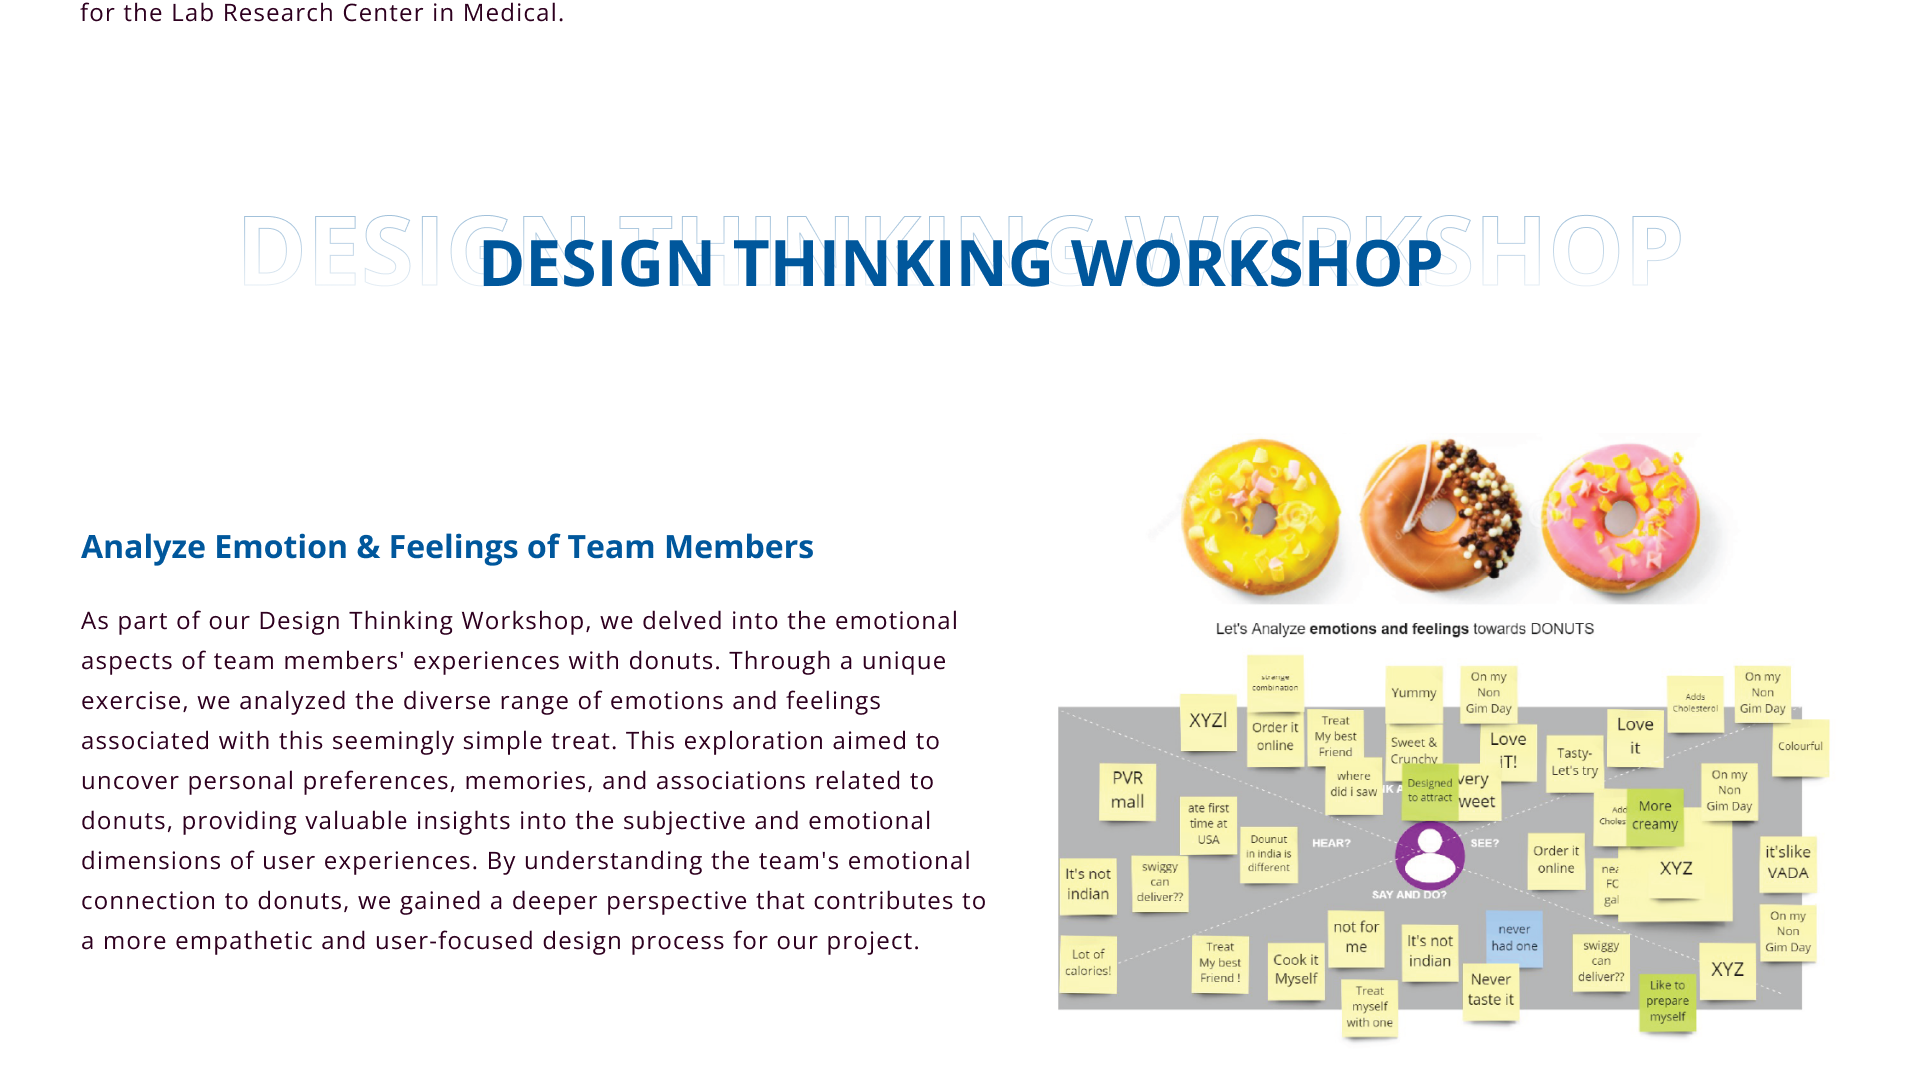 for the Lab Research Center in Medical.
DESIGN THINKING WORKSHOP
DESIGN THINKING WORKSHOP
Analyze Emotion & Feelings of Team Members
As part of our Design Thinking Workshop, we delved into the emotional
aspects of team members' experiences with donuts. Through a unique
exercise, we analyzed the diverse range of emotions and feelings
associated with this seemingly simple treat. This exploration aimed to
uncover personal preferences, memories, and associations related to
donuts, providing valuable insights into the subjective and emotional
dimensions of user experiences. By understanding the team's emotional
connection to donuts, we gained a deeper perspective that contributes to
a more empathetic and user-focused design process for our project.
Let's Analyze emotions and feelings towards DONUTS
strange
combination
XYZl
Order it
online
Treat
My best
Friend
Yummy
On my
Non
Gim Day
Sweet &
Crunchy
Love
iT!
Tasty-
Let's try
Love
it
Adds
Cholesterol
On my
Non
Gim Day
Colourful
PVR
mall
where
did i saw
Designed
to attract
very
weet
On my
Non
Gim Day
ate first
time at
USA
Add
Choles
More
creamy
Dounut
in india is
different
HEAR?
SEE?
SAY AND DO?
Order it
online
XYZ
nea
FC
gal
it'slike
VADA
It's not
indian
swiggy
can
deliver??
Lot of
calories!
Treat
My best
Friend !
Cook it
Myself
not for
me
It's not
indian
never
had one
swiggy
can
deliver??
XYZ
On my
Non
Gim Day
Treat
myself
with one
Never
taste it
Like to
prepare
myself